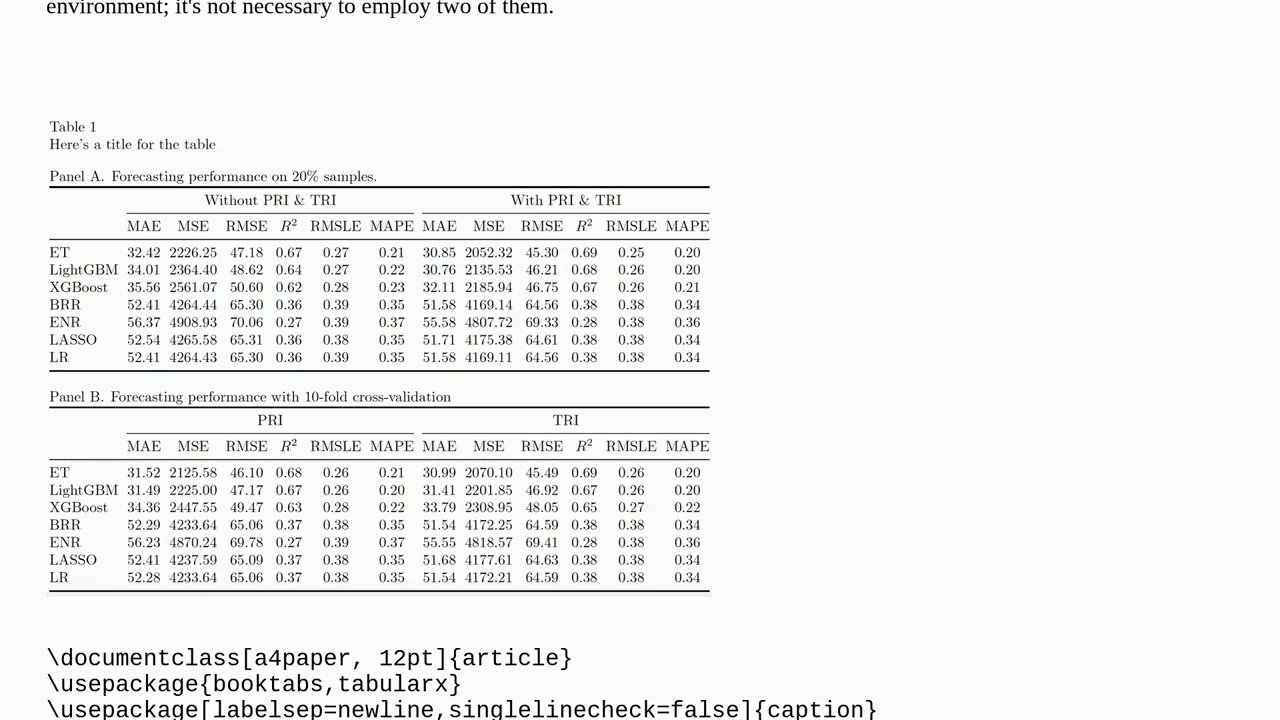 environment; it's not necessary to employ two of them.
Table 1
Here's a title for the table
Panel A. Forecasting performance on 20% samples.
Without PRI & TRI With PRI & TRI
MAE MSE RMSE R² RMSLE MAPE MAE MSE RMSE R² RMSLE MAPE
ET 32.42 2226.25 47.18 0.67 0.27 0.21 30.85 2052.32 45.30 0.69 0.25 0.20
LightGBM 34.01 2364.40 48.62 0.64 0.27 0.22 30.76 2135.53 46.21 0.68 0.26 0.20
XGBoost 35.56 2561.07 50.60 0.62 0.28 0.23 32.11 2185.94 46.75 0.67 0.26 0.21
BRR 52.41 4264.44 65.30 0.36 0.39 0.35 51.58 4169.14 64.56 0.38 0.38 0.34
ENR 56.37 4908.93 70.06 0.27 0.39 0.37 55.58 4807.72 69.33 0.28 0.38 0.36
LASSO 52.54 4265.58 65.31 0.36 0.38 0.35 51.71 4175.38 64.61 0.38 0.38 0.34
LR 52.41 4264.43 65.30 0.36 0.39 0.35 51.58 4169.11 64.56 0.38 0.38 0.34
Panel B. Forecasting performance with 10-fold cross-validation
PRI TRI
MAE MSE RMSE R² RMSLE MAPE MAE MSE RMSE R² RMSLE MAPE
ET 31.52 2125.58 46.10 0.68 0.26 0.21 30.99 2070.10 45.49 0.69 0.26 0.20
LightGBM 31.49 2225.00 47.17 0.67 0.26 0.20 31.41 2201.85 46.92 0.67 0.26 0.20
XGBoost 34.36 2447.55 49.47 0.63 0.28 0.22 33.79 2308.95 48.05 0.65 0.27 0.22
BRR 52.29 4233.64 65.06 0.37 0.38 0.35 51.54 4172.25 64.59 0.38 0.38 0.34
ENR 56.23 4870.24 69.78 0.27 0.39 0.37 55.55 4818.57 69.41 0.28 0.38 0.36
LASSO 52.41 4237.59 65.09 0.37 0.38 0.35 51.68 4177.61 64.63 0.38 0.38 0.34
LR 52.28 4233.64 65.06 0.37 0.38 0.35 51.54 4172.21 64.59 0.38 0.38 0.34
\documentclass[a4paper, 12pt]{article}
\usepackage{booktabs,tabularx}
\usepackage[labelsep=newline,singlelinecheck=false]{caption}